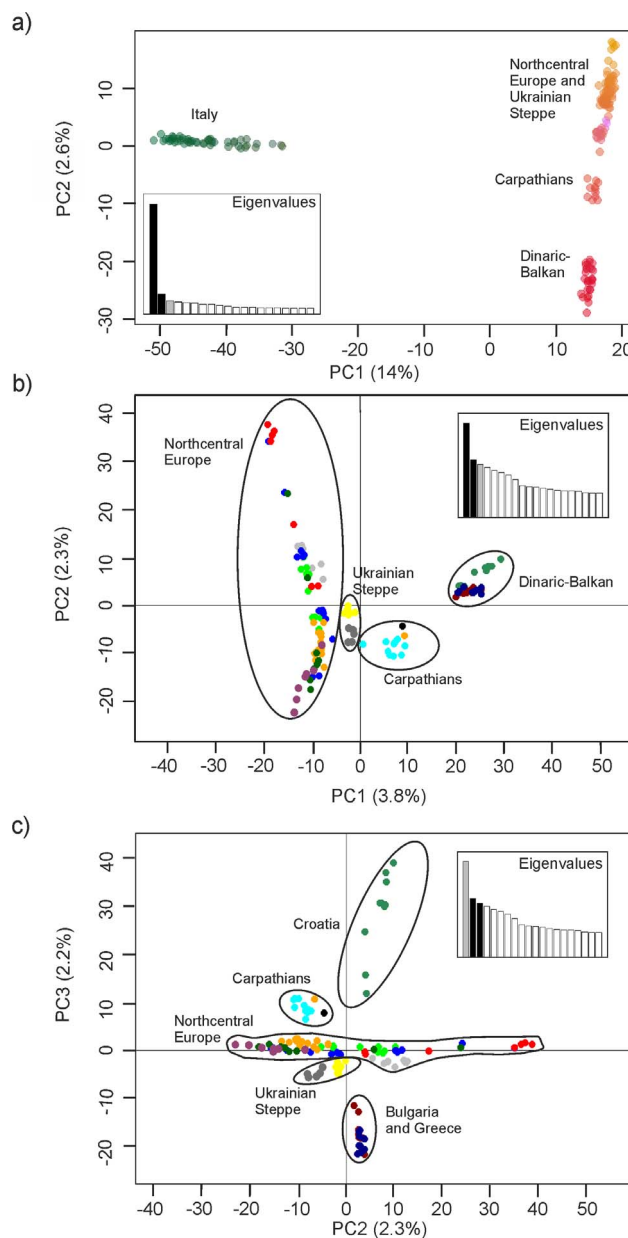 a)
20
10
0
-10
-20
-30
PC2 (2.6%)
Italy
Northcentral
Europe and
Ukrainian
Steppe
Carpathians
Dinaric-
Balkan
Eigenvalues
-50 -40 -30 -20 -10 0 10 20
PC1 (14%)
b)
40
30
20
10
0
-10
-20
PC2 (2.3%)
Northcentral
Europe
Eigenvalues
Ukrainian
Steppe
Dinaric-Balkan
Carpathians
-40 -30 -20 -10 0 10 20 30 40 50
PC1 (3.8%)
c)
40
30
20
10
0
-10
-20
PC3 (2.2%)
Eigenvalues
Croatia
Carpathians
Northcentral
Europe
Ukrainian
Steppe
Bulgaria
and Greece
-40 -30 -20 -10 0 10 20 30 40 50
PC2 (2.3%)